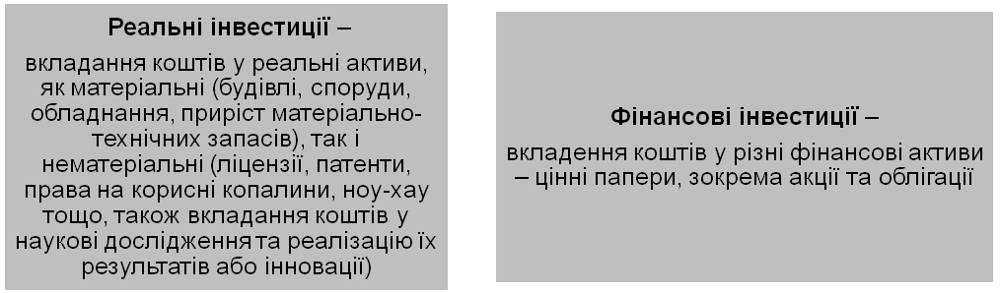 Реальні інвестиції –
вкладання коштів у реальні активи,
як матеріальні (будівлі, споруди,
обладнання, приріст матеріально-
технічних запасів), так і
нематеріальні (ліцензії, патенти,
права на корисні копалини, ноу-хау
тощо, також вкладання коштів у
наукові дослідження та реалізацію їх
результатів або інновації)
Фінансові інвестиції –
вкладення коштів у різні фінансові активи
– цінні папери, зокрема акції та облігації